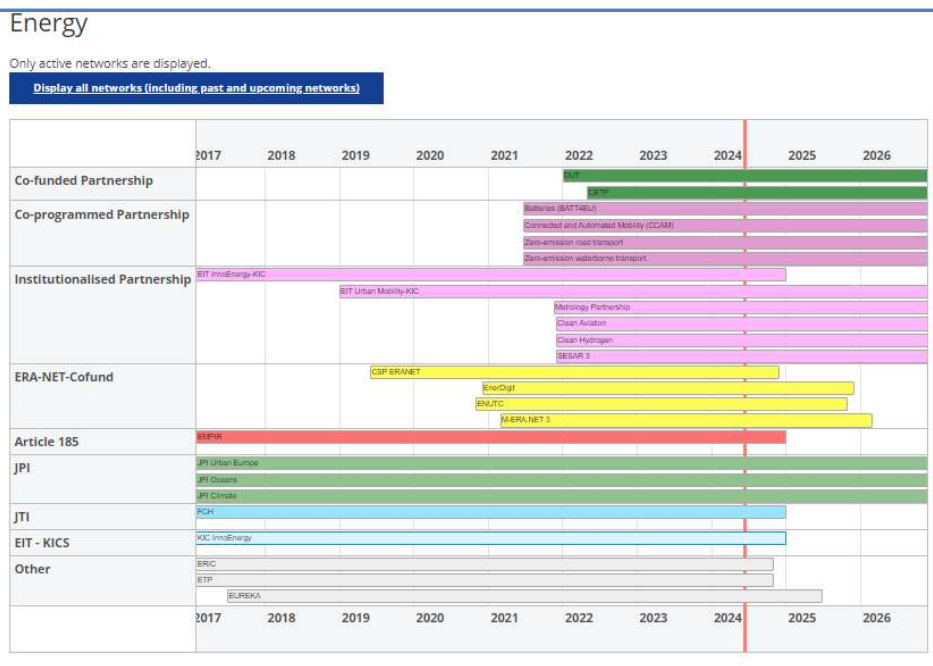 Energy
Only active networks are displayed.
Display all networks (including past and upcoming networks)
2017 2018 2019 2020 2021 2022 2023 2024 2025 2026
Co-funded Partnership
DUT
CETP
Co-programmed Partnership
Batteries (BATT4EU)
Connected and Automated Mobility (CCAM)
Zero-emission road transport
Zero-emission waterborne transport
Institutionalised Partnership
EIT InnoEnergy-KIC
EIT Urban Mobility-KIC
Metrology Partnership
Clean Aviation
Clean Hydrogen
SESAR 3
ERA-NET-Cofund
CSP ERANET
EnerDigit
ENUTC
M-ERA.NET 3
Article 185
EMPIR
JPI
JPI Urban Europe
JPI Oceans
JPI Climate
JTI
FCH
EIT - KICS
KIC InnoEnergy
Other
ERIC
ETP
EUREKA
2017 2018 2019 2020 2021 2022 2023 2024 2025 2026